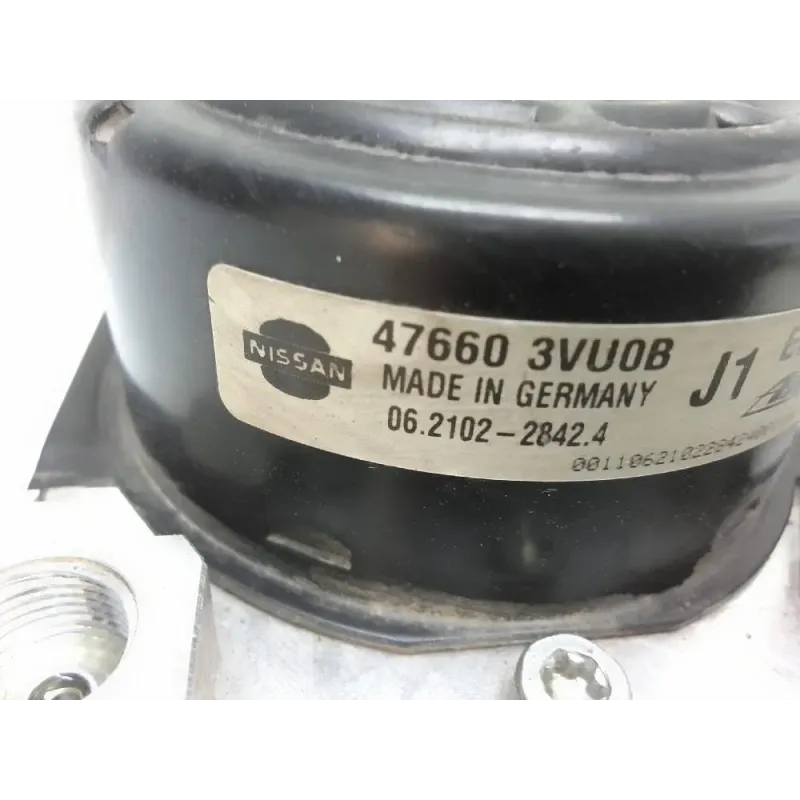 NISSAN
47660 3VU0B
MADE IN GERMANY
06.2102-2842.4
J1